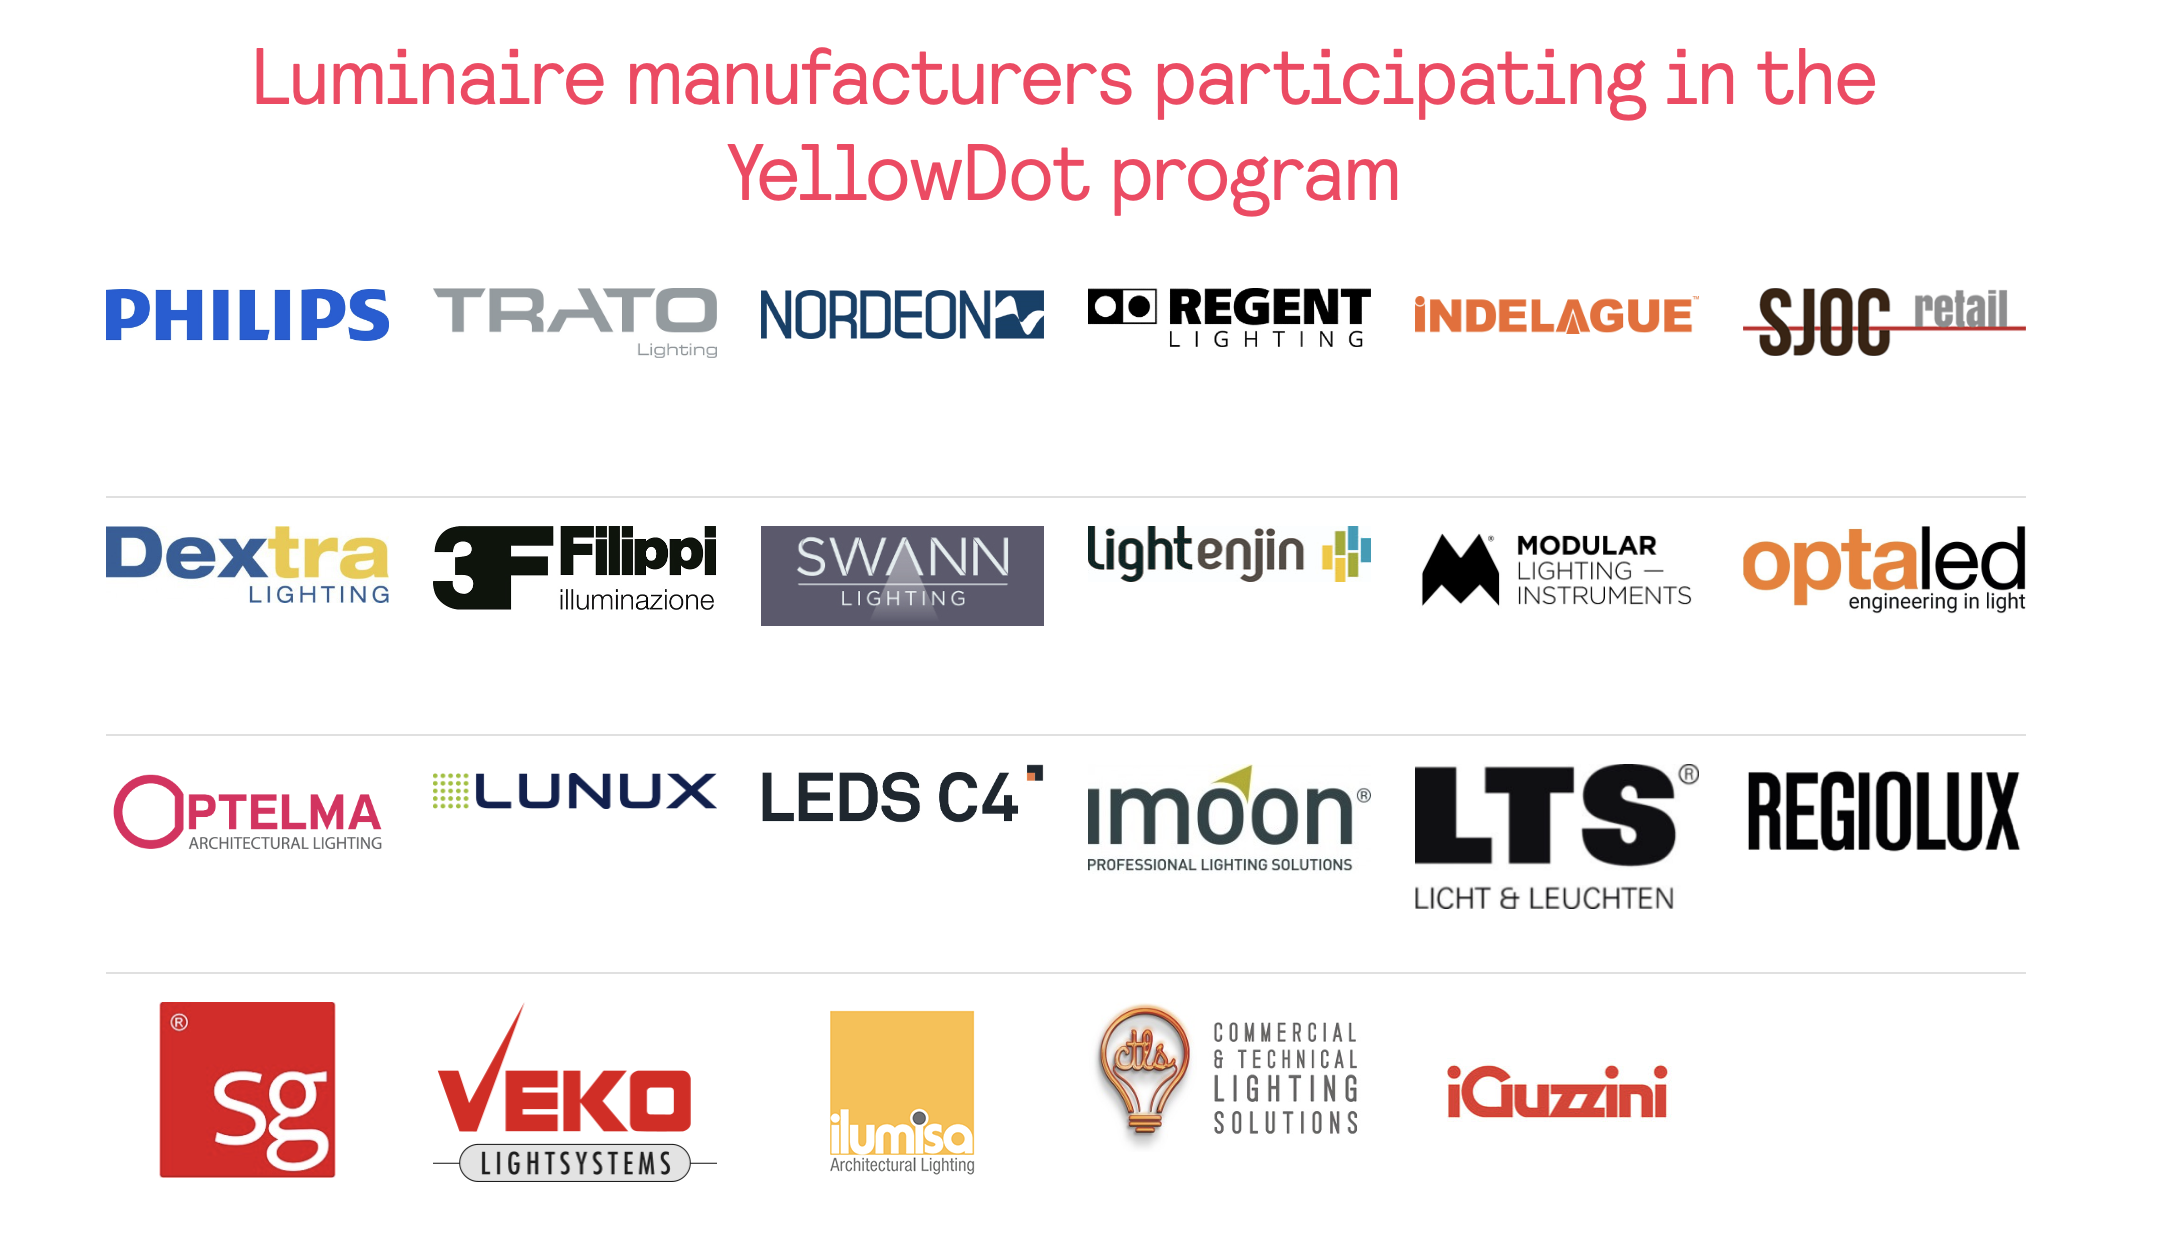 Luminaire manufacturers participating in the
YellowDot program
PHILIPS
TRATO
Lighting
NORDEON
REGENT
LIGHTING
iNDELAGUE™
SJOC retail
Dextra
LIGHTING
3F Filippi
illuminazione
SWANN
LIGHTING
lightenjin
®
MODULAR
LIGHTING —
INSTRUMENTS
optaled
engineering in light
OPTELMA
ARCHITECTURAL LIGHTING
LUNUX
LEDS C4
imoon®
PROFESSIONAL LIGHTING SOLUTIONS
LTS®
LICHT & LEUCHTEN
REGIOLUX
®
sg
VEKO
LIGHTSYSTEMS
ilumisa
Architectural Lighting
ctls
COMMERCIAL
& TECHNICAL
LIGHTING
SOLUTIONS
iGuzzini